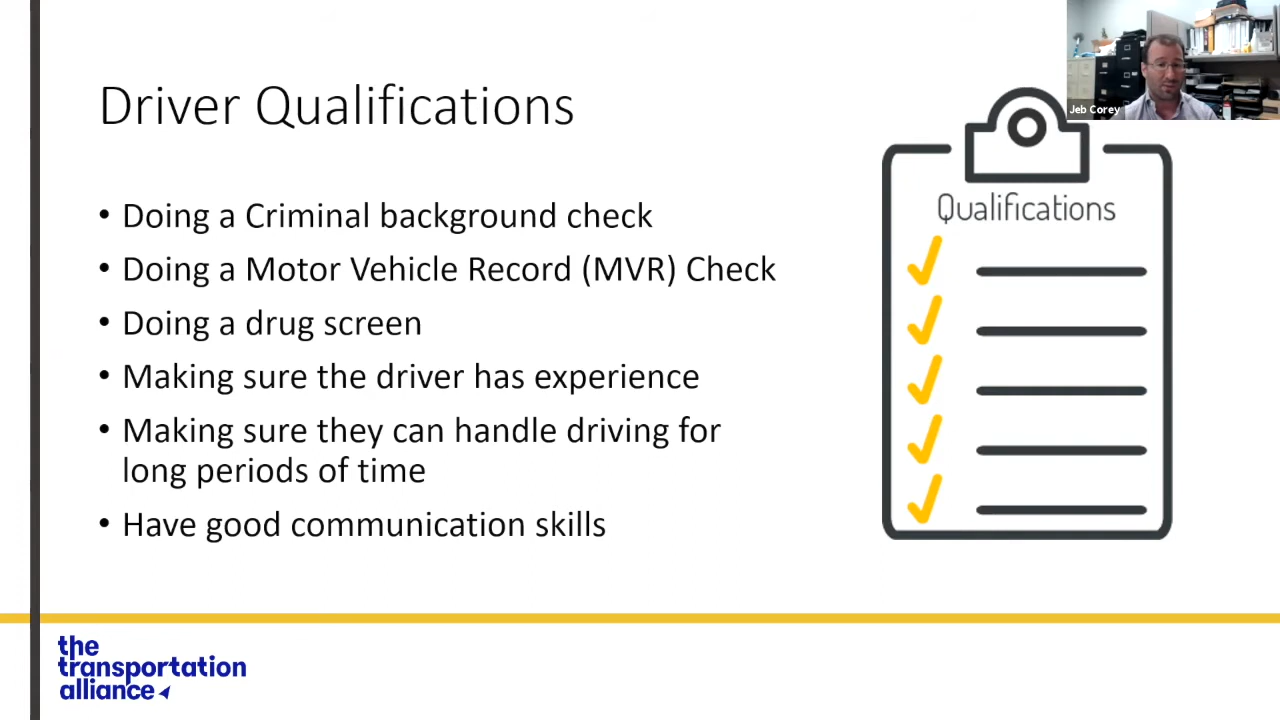 Driver Qualifications
Jeb Corey
Qualifications
• Doing a Criminal background check
• Doing a Motor Vehicle Record (MVR) Check
• Doing a drug screen
• Making sure the driver has experience
• Making sure they can handle driving for
long periods of time
• Have good communication skills
the
transportation
alliance